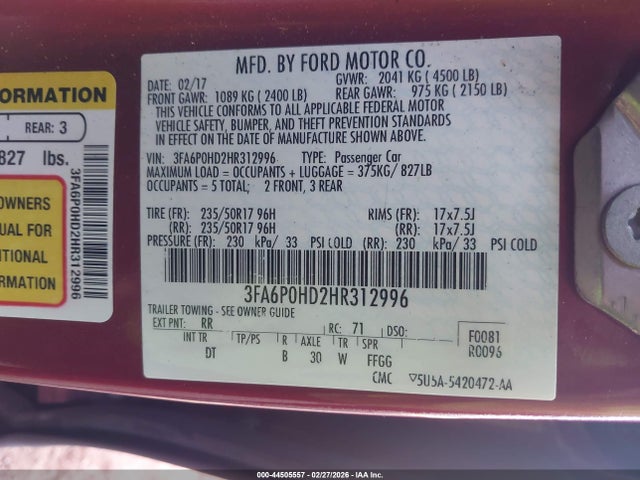 ORMATION
REAR: 3
827 lbs.
OWNERS
UAL FOR
ITIONAL
FORMATION
3FA6P0HD2HR312996
MFD. BY FORD MOTOR CO.
DATE: 02/17 GVWR: 2041 KG ( 4500 LB)
FRONT GAWR: 1089 KG ( 2400 LB) REAR GAWR: 975 KG ( 2150 LB)
THIS VEHICLE CONFORMS TO ALL APPLICABLE FEDERAL MOTOR
VEHICLE SAFETY, BUMPER, AND THEFT PREVENTION STANDARDS
IN EFFECT ON THE DATE OF MANUFACTURE SHOWN ABOVE.
VIN: 3FA6P0HD2HR312996 TYPE: Passenger Car
MAXIMUM LOAD = OCCUPANTS + LUGGAGE = 375KG/ 827LB
OCCUPANTS = 5 TOTAL; 2 FRONT, 3 REAR
TIRE (FR): 235/50R17 96H RIMS (FR): 17x7.5J
(RR): 235/50R17 96H (RR): 17x7.5J
PRESSURE (FR): 230 kPa/ 33 PSI COLD (RR) 230 kPa/ 33 PSI COLD
3FA6P0HD2HR312996
TRAILER TOWING - SEE OWNER GUIDE
EXT PNT: RR RC: 71 DSO: F0081
INT TR TP/PS R AXLE TR SPR R0096
DT B 30 W FFGG
CMC ▽5U5A-5420472-AA
000-44505557 | 02/27/2026 - IAA Inc.